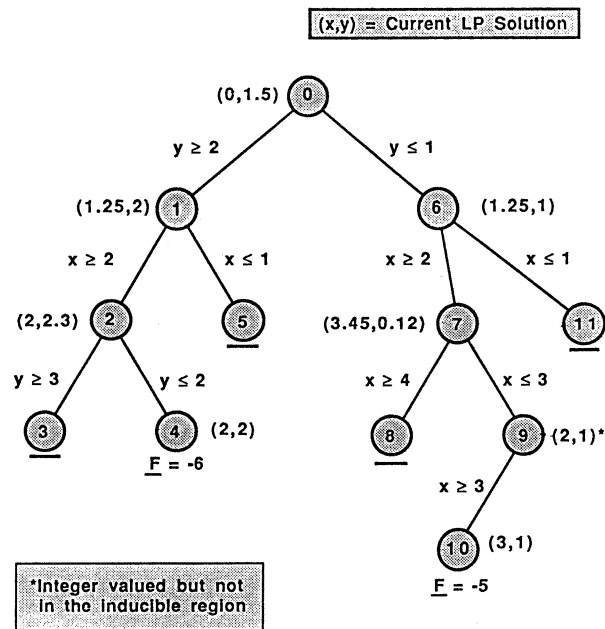 (x,y) = Current LP Solution
(0,1.5) 0
y ≥ 2 y ≤ 1
(1.25,2) 1 6 (1.25,1)
x ≥ 2 x ≤ 1 x ≥ 2 x ≤ 1
(2,2.3) 2 5 (3.45,0.12) 7 11
y ≥ 3 y ≤ 2 x ≥ 4 x ≤ 3
3 4 (2,2) 8 9 (2,1)*
F = -6
x ≥ 3
10 (3,1)
F = -5
*Integer valued but not
in the inducible region